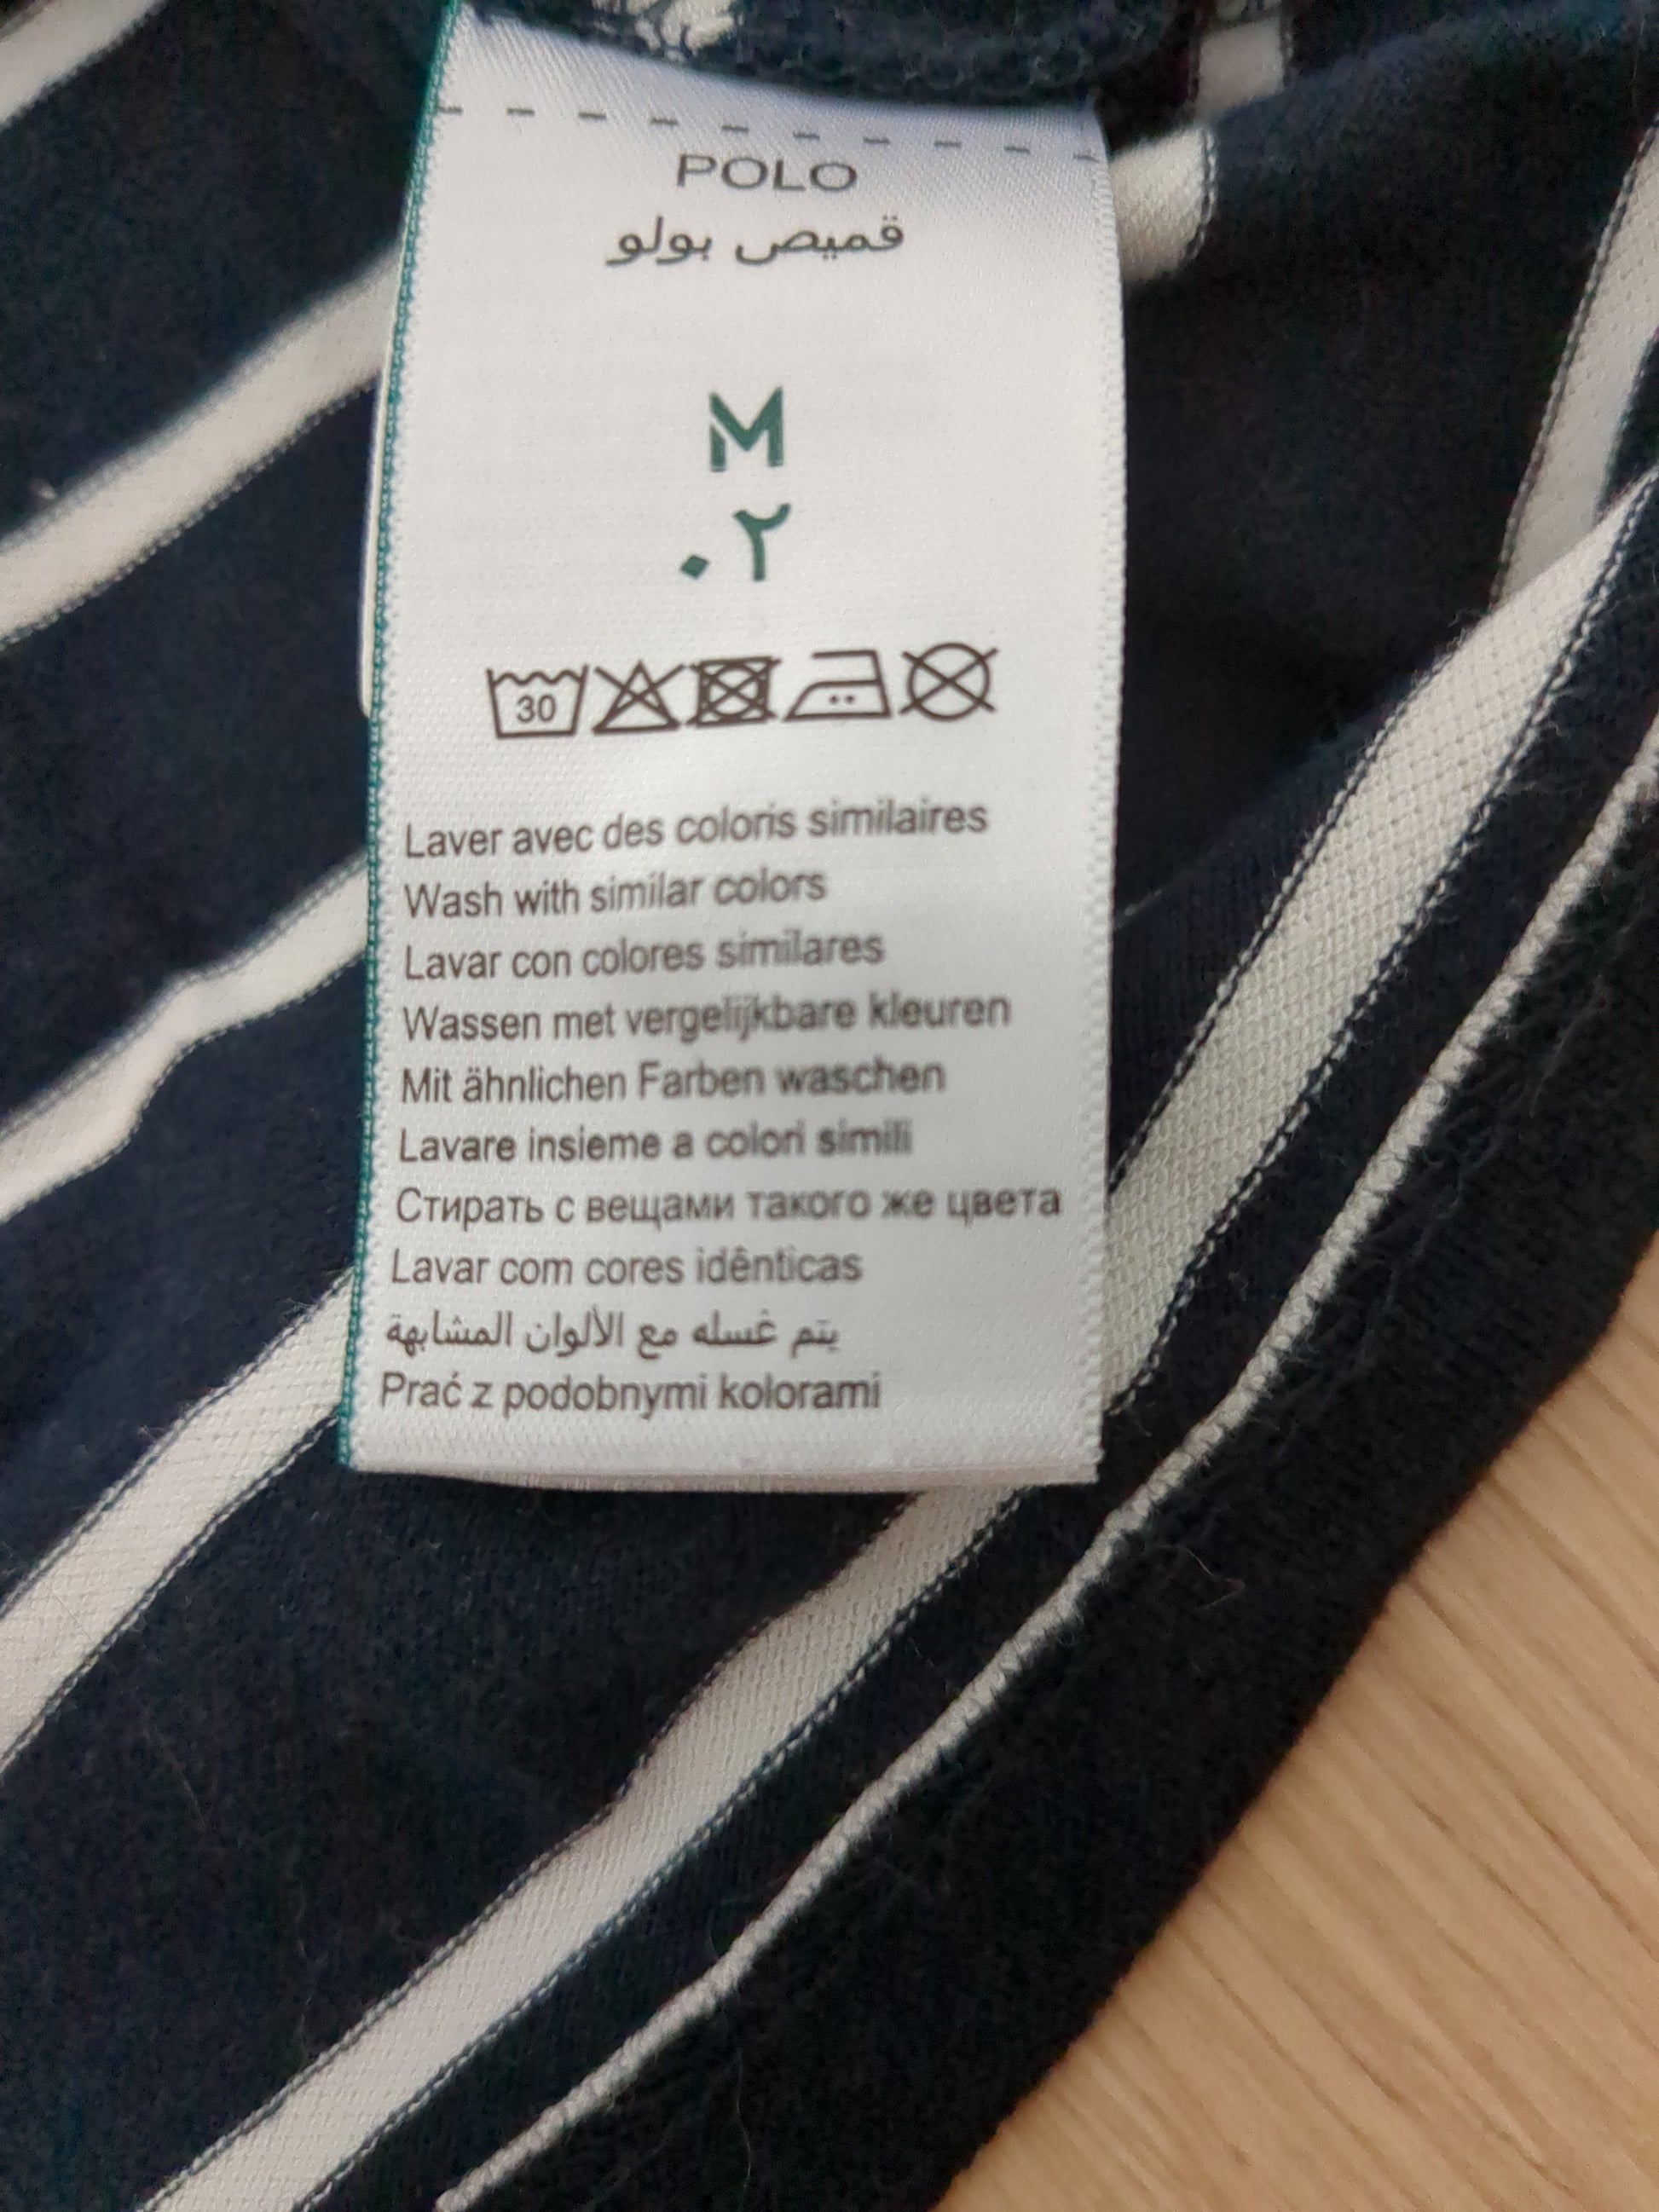 POLO
قميص بولو
M
٠٢
30
Laver avec des coloris similaires
Wash with similar colors
Lavar con colores similares
Wassen met vergelijkbare kleuren
Mit ähnlichen Farben waschen
Lavare insieme a colori simili
Стирать с вещами такого же цвета
Lavar com cores idênticas
يتم غسله مع الألوان المشابهة
Prać z podobnymi kolorami